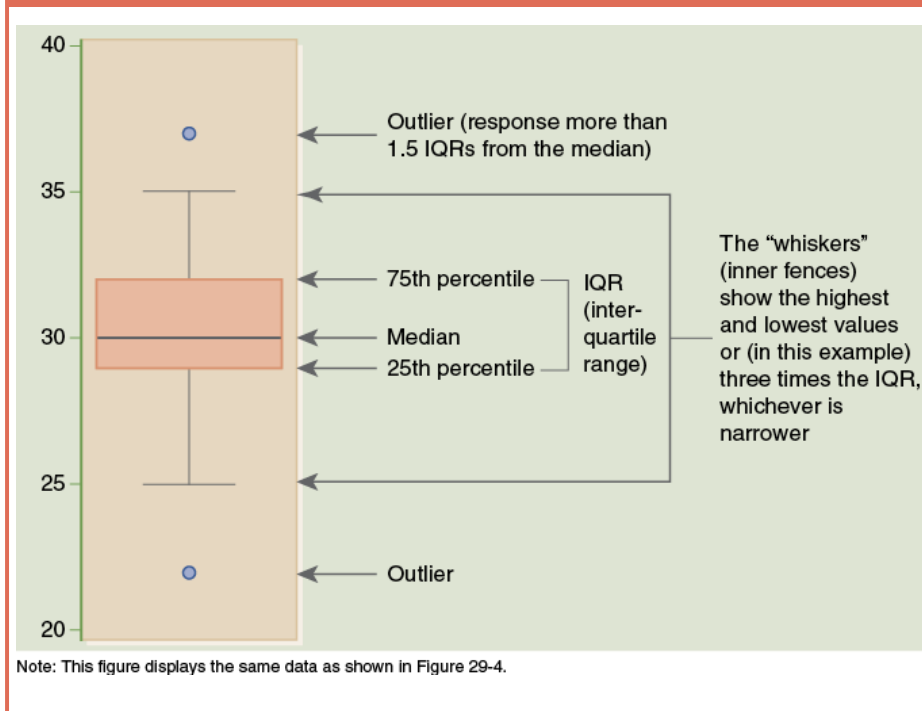 40
Outlier (response more than
1.5 IQRs from the median)
35
The “whiskers”
(inner fences)
show the highest
and lowest values
or (in this example)
three times the IQR,
whichever is
narrower
75th percentile
IQR
(inter-
quartile
range)
30
Median
25th percentile
25
Outlier
20
Note: This figure displays the same data as shown in Figure 29-4.